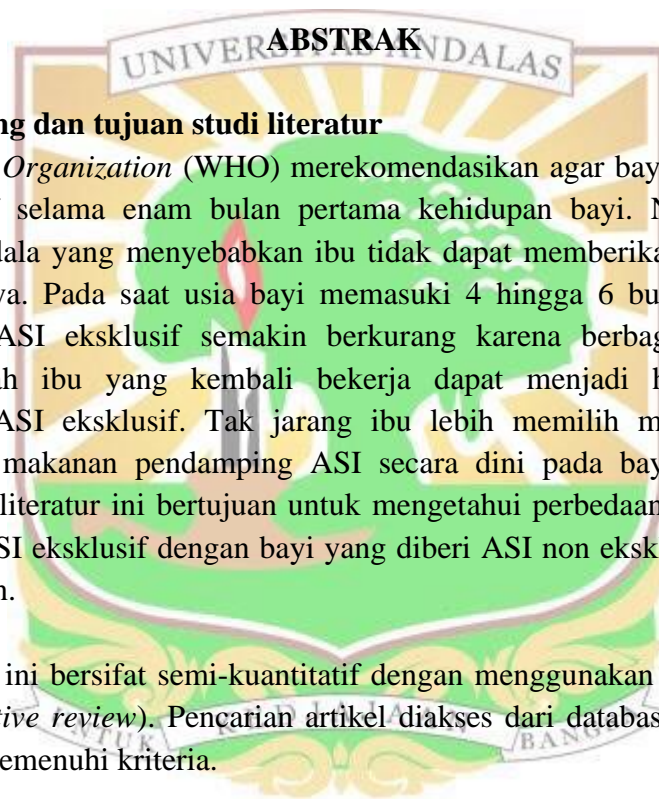 ABSTRAK
UNIVERSITAS ANDALAS
ng dan tujuan studi literatur
Organization (WHO) merekomendasikan agar bay
selama enam bulan pertama kehidupan bayi. N
dala yang menyebabkan ibu tidak dapat memberika
ya. Pada saat usia bayi memasuki 4 hingga 6 bu
ASI eksklusif semakin berkurang karena berbag
ah ibu yang kembali bekerja dapat menjadi h
ASI eksklusif. Tak jarang ibu lebih memilih m
makanan pendamping ASI secara dini pada bay
literatur ini bertujuan untuk mengetahui perbedaan
SI eksklusif dengan bayi yang diberi ASI non eksk
n.
ini bersifat semi-kuantitatif dengan menggunakan
tive review). Pencarian artikel diakses dari databas
emenuhi kriteria.
UNTUK KEDJAJAAN BANGSA